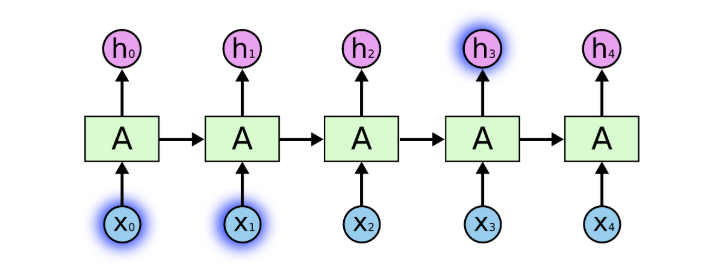 h₀ h₁ h₂ h₃ h₄
A A A A A
x₀ x₁ x₂ x₃ x₄